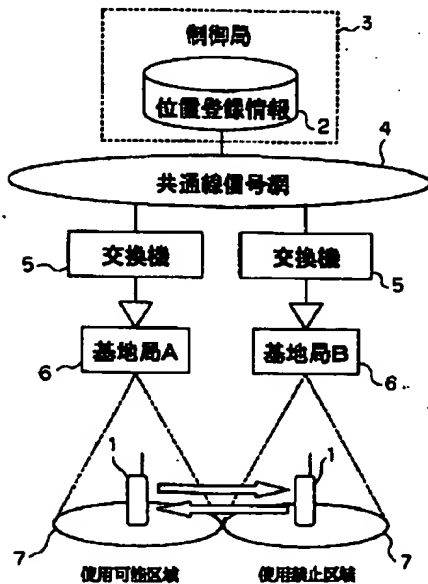 制御局
3
位置登録情報
2
4
共通線信号網
5
交換機
交換機
5
基地局A
6
基地局B
6
1
1
7
7
使用可能区域
使用禁止区域